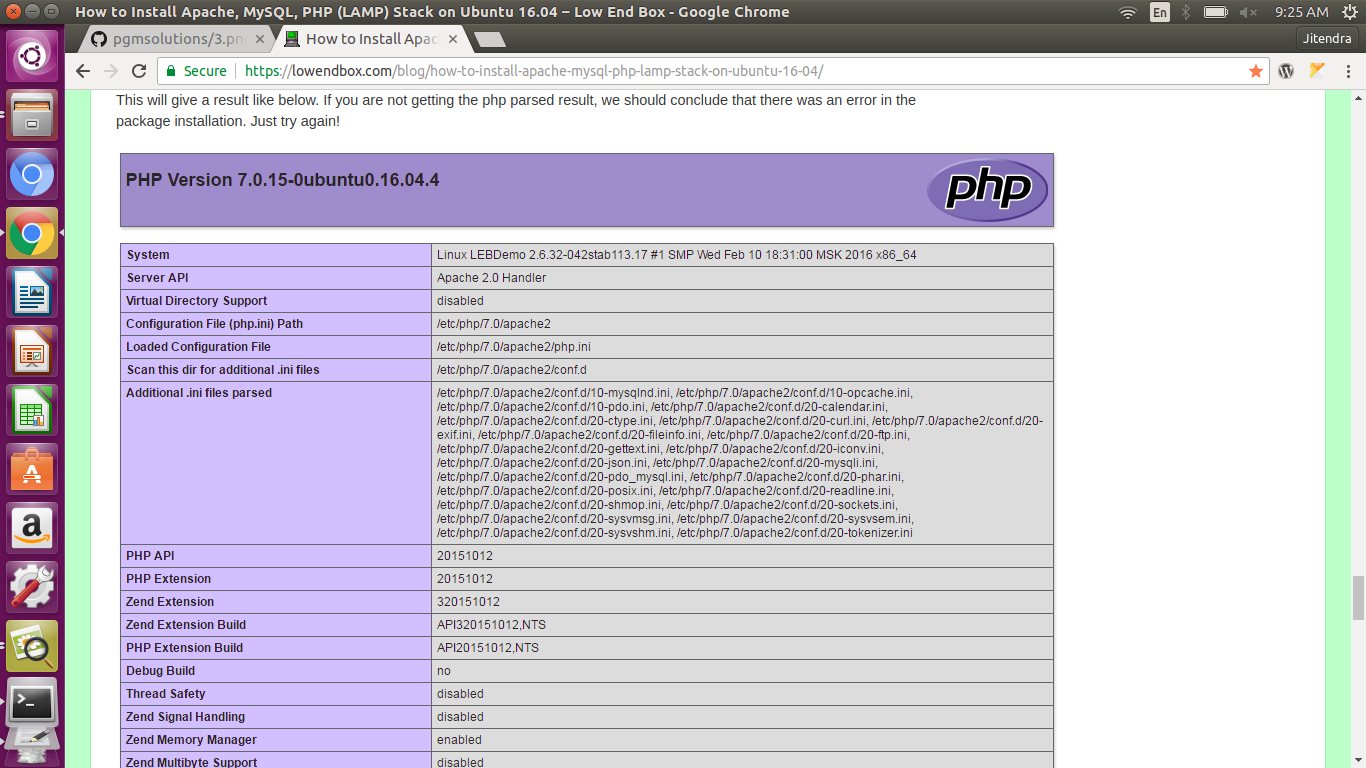 How to Install Apache, MySQL, PHP (LAMP) Stack on Ubuntu 16.04 – Low End Box - Google Chrome
En
9:25 AM
pgmsolutions/3.pn
How to Install Apac
Jitendra
Secure
https://lowendbox.com/blog/how-to-install-apache-mysql-php-lamp-stack-on-ubuntu-16-04/
This will give a result like below. If you are not getting the php parsed result, we should conclude that there was an error in the
package installation. Just try again!
PHP Version 7.0.15-0ubuntu0.16.04.4
php
System
Linux LEBDemo 2.6.32-042stab113.17 #1 SMP Wed Feb 10 18:31:00 MSK 2016 x86_64
Server API
Apache 2.0 Handler
Virtual Directory Support
disabled
Configuration File (php.ini) Path
/etc/php/7.0/apache2
Loaded Configuration File
/etc/php/7.0/apache2/php.ini
Scan this dir for additional .ini files
/etc/php/7.0/apache2/conf.d
Additional .ini files parsed
/etc/php/7.0/apache2/conf.d/10-mysqlnd.ini, /etc/php/7.0/apache2/conf.d/10-opcache.ini,
/etc/php/7.0/apache2/conf.d/10-pdo.ini, /etc/php/7.0/apache2/conf.d/20-calendar.ini,
/etc/php/7.0/apache2/conf.d/20-ctype.ini, /etc/php/7.0/apache2/conf.d/20-curl.ini, /etc/php/7.0/apache2/conf.d/20-
exif.ini, /etc/php/7.0/apache2/conf.d/20-fileinfo.ini, /etc/php/7.0/apache2/conf.d/20-ftp.ini,
/etc/php/7.0/apache2/conf.d/20-gettext.ini, /etc/php/7.0/apache2/conf.d/20-iconv.ini,
/etc/php/7.0/apache2/conf.d/20-json.ini, /etc/php/7.0/apache2/conf.d/20-mysqli.ini,
/etc/php/7.0/apache2/conf.d/20-pdo_mysql.ini, /etc/php/7.0/apache2/conf.d/20-phar.ini,
/etc/php/7.0/apache2/conf.d/20-posix.ini, /etc/php/7.0/apache2/conf.d/20-readline.ini,
/etc/php/7.0/apache2/conf.d/20-shmop.ini, /etc/php/7.0/apache2/conf.d/20-sockets.ini,
/etc/php/7.0/apache2/conf.d/20-sysvmsg.ini, /etc/php/7.0/apache2/conf.d/20-sysvsem.ini,
/etc/php/7.0/apache2/conf.d/20-sysvshm.ini, /etc/php/7.0/apache2/conf.d/20-tokenizer.ini
PHP API
20151012
PHP Extension
20151012
Zend Extension
320151012
Zend Extension Build
API320151012,NTS
PHP Extension Build
API20151012,NTS
Debug Build
no
Thread Safety
disabled
Zend Signal Handling
disabled
Zend Memory Manager
enabled
Zend Multibyte Support
disabled